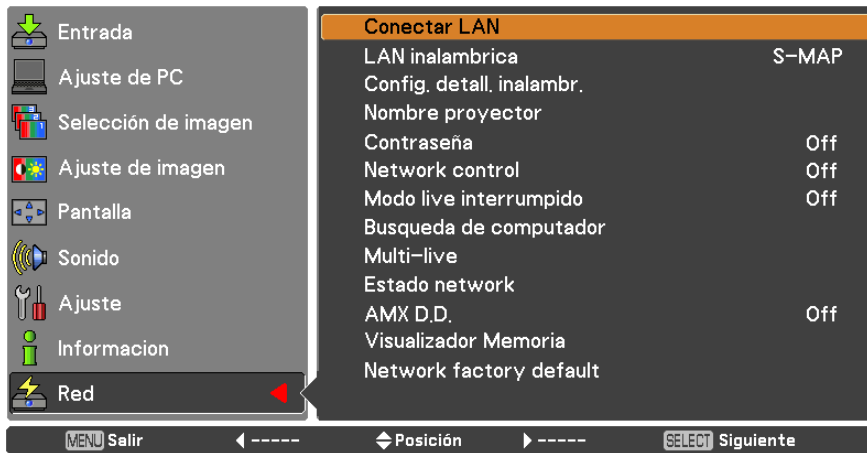 Entrada
Ajuste de PC
Selección de imagen
Ajuste de imagen
Pantalla
Sonido
Ajuste
Informacion
Red
Conectar LAN
LAN inalambrica S-MAP
Config. detall. inalambr.
Nombre proyector
Contraseña Off
Network control Off
Modo live interrumpido Off
Busqueda de computador
Multi-live
Estado network
AMX D.D. Off
Visualizador Memoria
Network factory default
MENU Salir ----- Posición ----- SELECT Siguiente